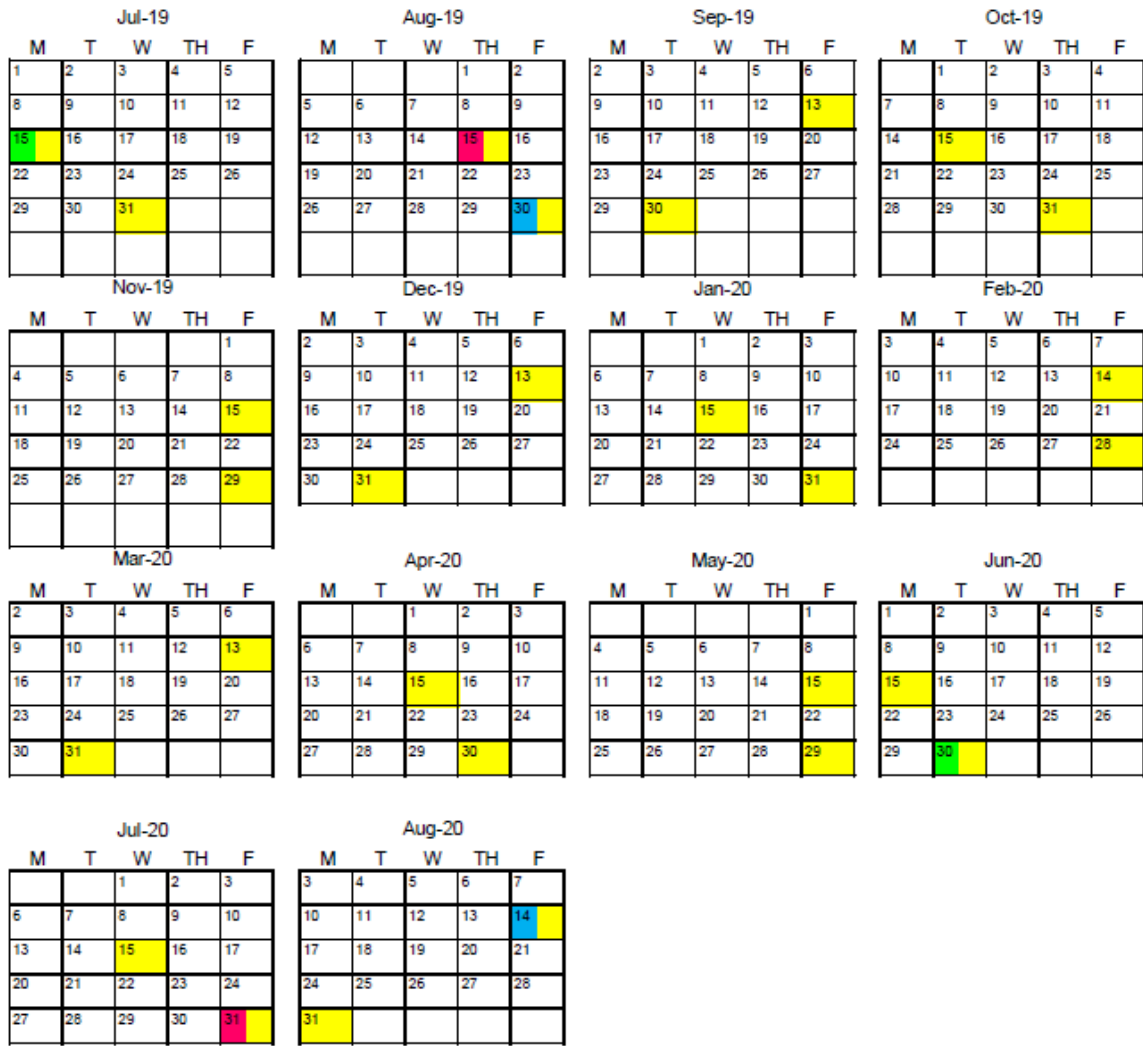 Jul-19 Aug-19 Sep-19 Oct-19
M T W TH F M T W TH F M T W TH F M T W TH F
1 2 3 4 5 1 2 2 3 4 5 6 1 2 3 4
8 9 10 11 12 5 6 7 8 9 9 10 11 12 13 7 8 9 10 11
15 16 17 18 19 12 13 14 15 16 16 17 18 19 20 14 15 16 17 18
22 23 24 25 26 19 20 21 22 23 23 24 25 26 27 21 22 23 24 25
29 30 31 26 27 28 29 30 29 30 28 29 30 31
Nov-19 Dec-19 Jan-20 Feb-20
M T W TH F M T W TH F M T W TH F M T W TH F
1 2 3 4 5 6 1 2 3 3 4 5 6 7
4 5 6 7 8 9 10 11 12 13 6 7 8 9 10 10 11 12 13 14
11 12 13 14 15 16 17 18 19 20 13 14 15 16 17 17 18 19 20 21
18 19 20 21 22 23 24 25 26 27 20 21 22 23 24 24 25 26 27 28
25 26 27 28 29 30 31 27 28 29 30 31
Mar-20 Apr-20 May-20 Jun-20
M T W TH F M T W TH F M T W TH F M T W TH F
2 3 4 5 6 1 2 3 1 1 2 3 4 5
9 10 11 12 13 6 7 8 9 10 4 5 6 7 8 8 9 10 11 12
16 17 18 19 20 13 14 15 16 17 11 12 13 14 15 15 16 17 18 19
23 24 25 26 27 20 21 22 23 24 18 19 20 21 22 22 23 24 25 26
30 31 27 28 29 30 25 26 27 28 29 29 30
Jul-20 Aug-20
M T W TH F M T W TH F
1 2 3 3 4 5 6 7
6 7 8 9 10 10 11 12 13 14
13 14 15 16 17 17 18 19 20 21
20 21 22 23 24 24 25 26 27 28
27 28 29 30 31 31